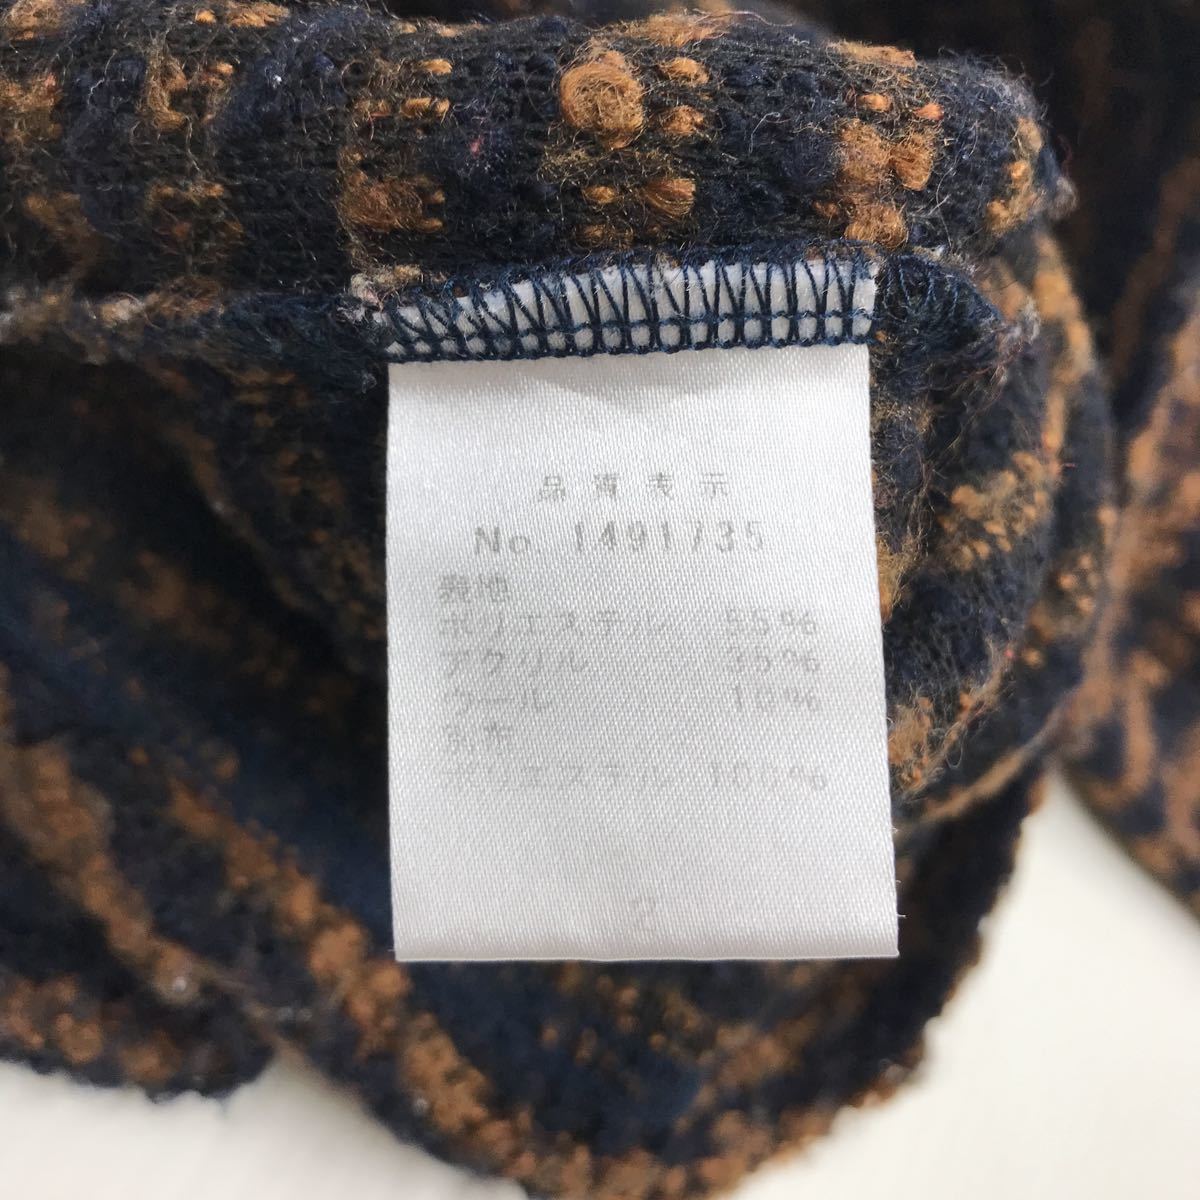 品質表示
No. 1491735
表地
ポリエステル 55%
アクリル 35%
ウール 10%
別布
ポリエステル 100%
2